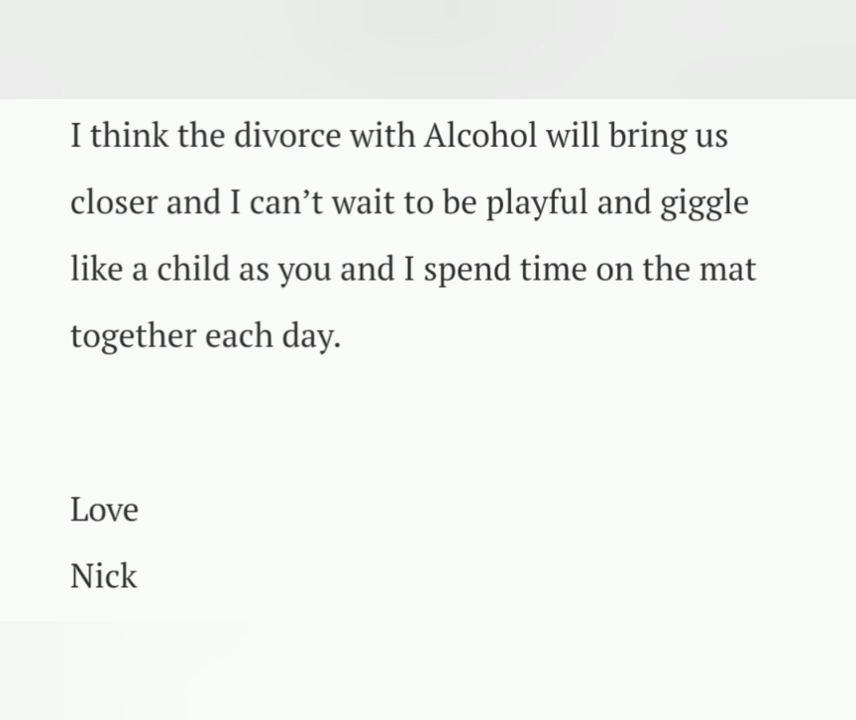 I think the divorce with Alcohol will bring us
closer and I can’t wait to be playful and giggle
like a child as you and I spend time on the mat
together each day.
Love
Nick